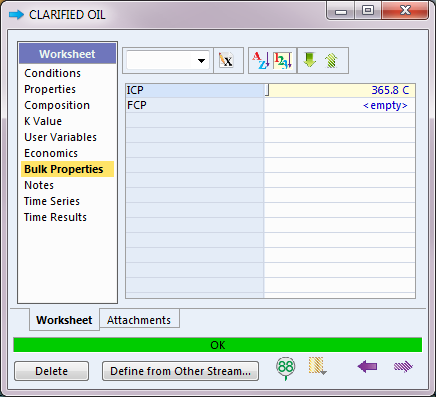 CLARIFIED OIL
Worksheet
Conditions
Properties
Composition
K Value
User Variables
Economics
Bulk Properties
Notes
Time Series
Time Results
ICP 365.8 C
FCP <empty>
Worksheet Attachments
OK
Delete Define from Other Stream... 88